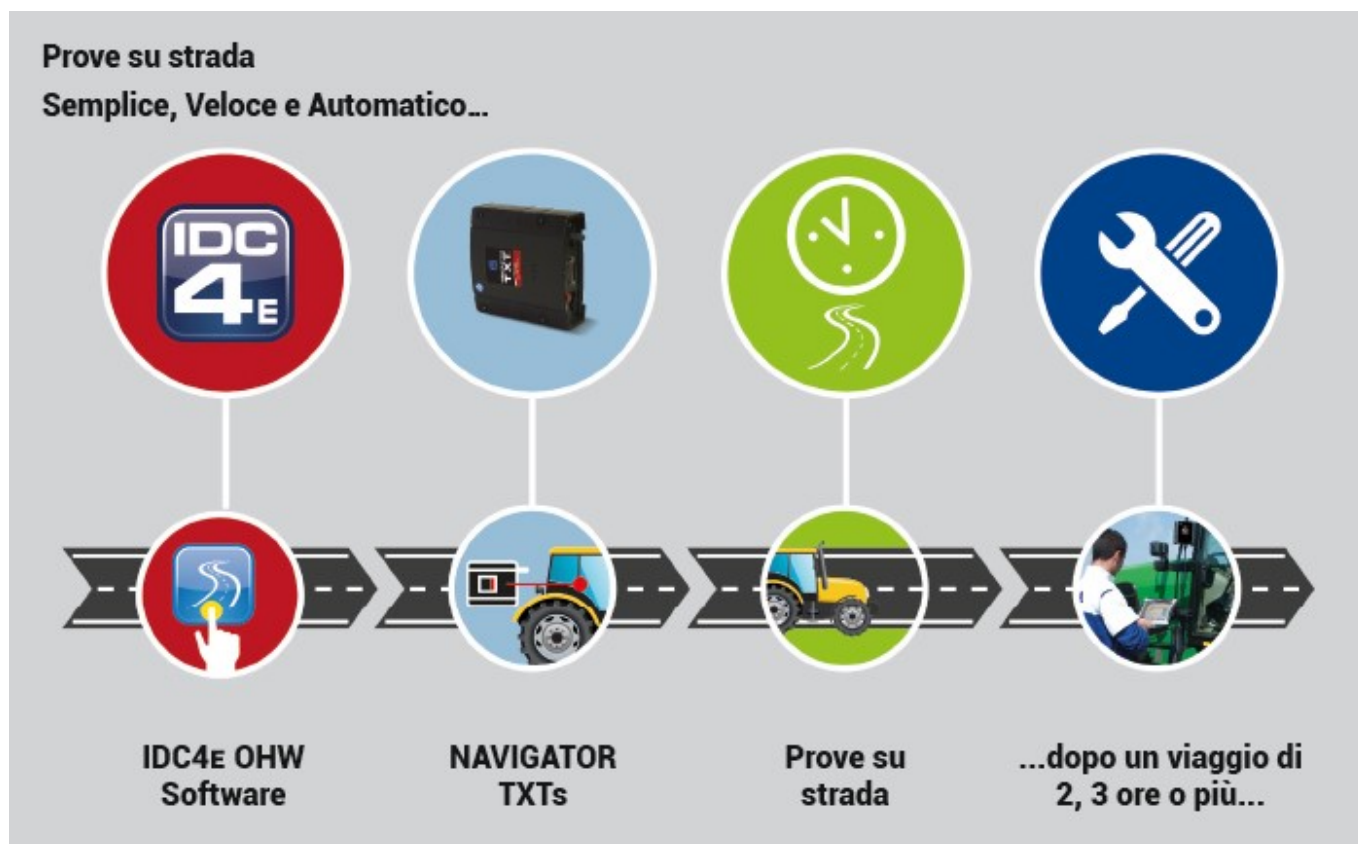 Prove su strada
Semplice, Veloce e Automatico...
IDC
4E
TXT
IDC4E OHW
Software
NAVIGATOR
TXTs
Prove su
strada
...dopo un viaggio di
2, 3 ore o più...